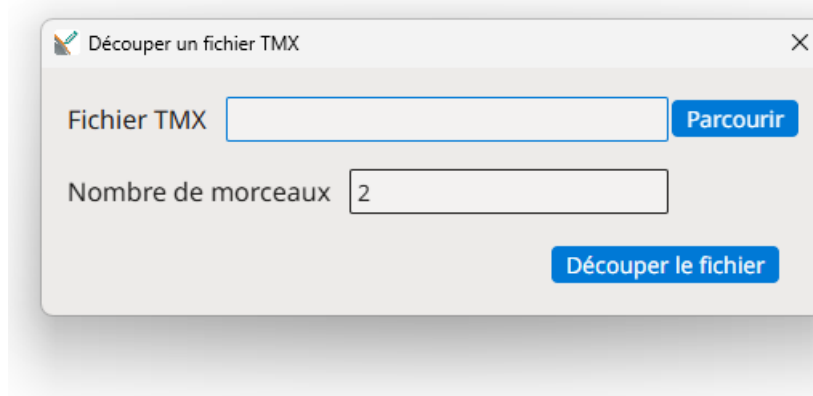 Découper un fichier TMX
Fichier TMX Parcourir
Nombre de morceaux 2
Découper le fichier